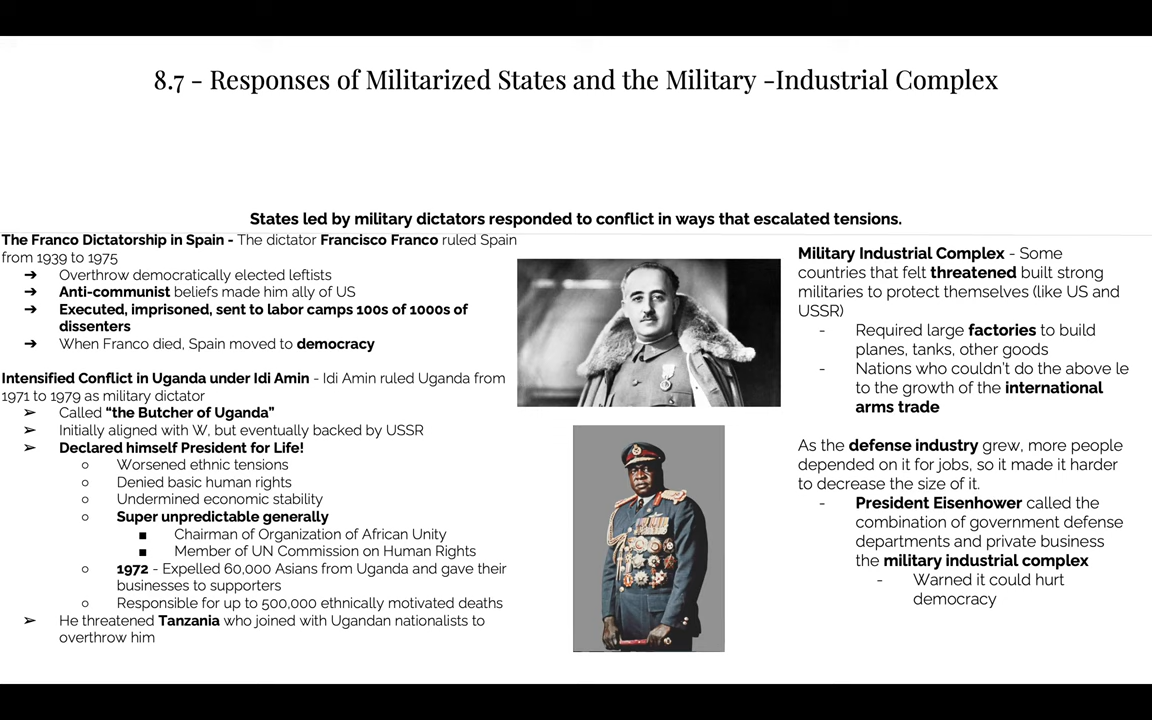 8.7 - Responses of Militarized States and the Military -Industrial Complex
States led by military dictators responded to conflict in ways that escalated tensions.
The Franco Dictatorship in Spain - The dictator Francisco Franco ruled Spain
from 1939 to 1975
➔ Overthrow democratically elected leftists
➔ Anti-communist beliefs made him ally of US
➔ Executed, imprisoned, sent to labor camps 100s of 1000s of
dissenters
➔ When Franco died, Spain moved to democracy
Intensified Conflict in Uganda under Idi Amin - Idi Amin ruled Uganda from
1971 to 1979 as military dictator
➢ Called “the Butcher of Uganda”
➢ Initially aligned with W, but eventually backed by USSR
➢ Declared himself President for Life!
○ Worsened ethnic tensions
○ Denied basic human rights
○ Undermined economic stability
○ Super unpredictable generally
■ Chairman of Organization of African Unity
■ Member of UN Commission on Human Rights
○ 1972 - Expelled 60,000 Asians from Uganda and gave their
businesses to supporters
○ Responsible for up to 500,000 ethnically motivated deaths
➢ He threatened Tanzania who joined with Ugandan nationalists to
overthrow him
Military Industrial Complex - Some
countries that felt threatened built strong
militaries to protect themselves (like US and
USSR)
- Required large factories to build
planes, tanks, other goods
- Nations who couldn’t do the above le
to the growth of the international
arms trade
As the defense industry grew, more people
depended on it for jobs, so it made it harder
to decrease the size of it.
- President Eisenhower called the
combination of government defense
departments and private business
the military industrial complex
- Warned it could hurt
democracy